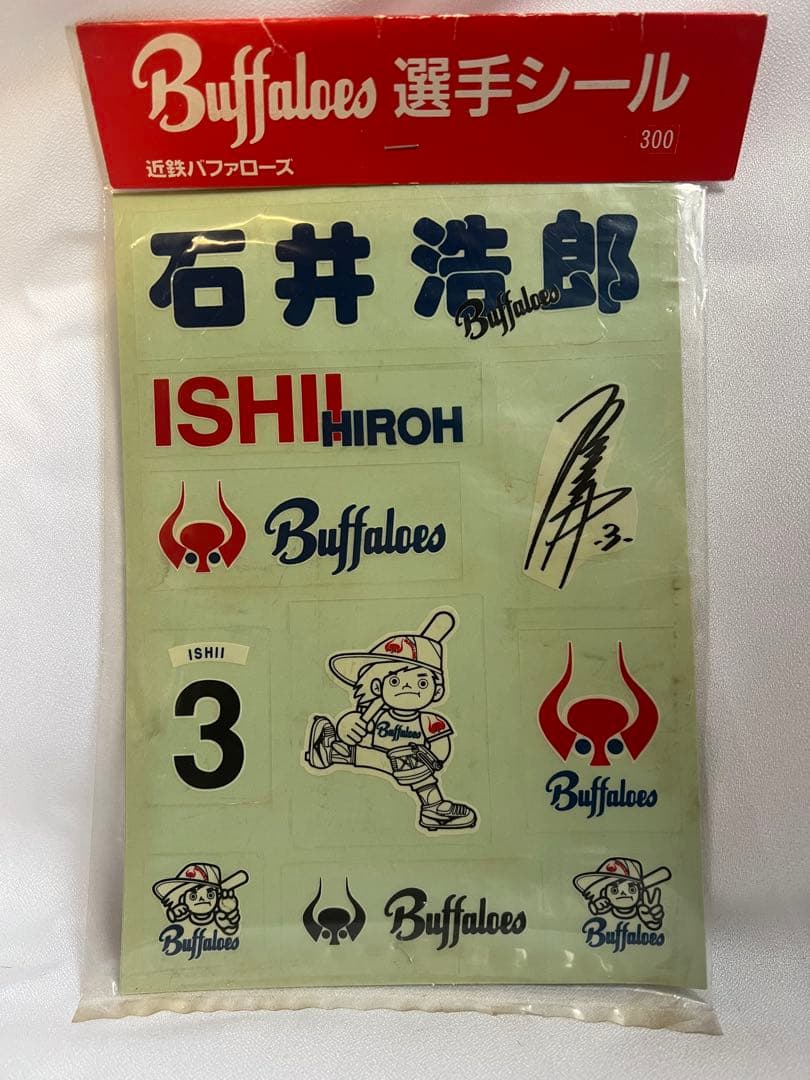 Buffaloes 選手シール
300
近鉄バファローズ
石井浩郎
Buffaloes
ISHII
HIROH
Buffaloes
-3-
ISHII
3
Buffaloes
Buffaloes
Buffaloes
Buffaloes
Buffaloes